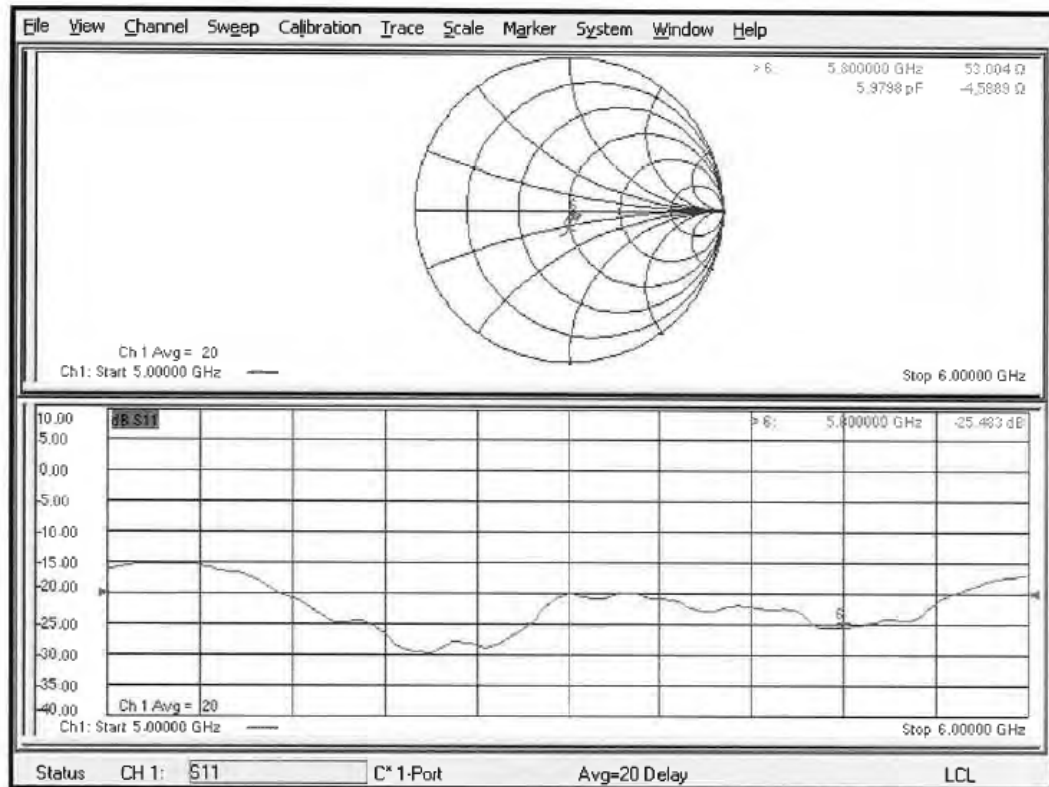 File View Channel Sweep Calibration Trace Scale Marker System Window Help
> 6: 5.800000 GHz 53.004 Ω
5.9798 pF -4.5889 Ω
Ch 1 Avg = 20
Ch1: Start 5.00000 GHz Stop 6.00000 GHz
10.00 dB S11 > 6: 5.800000 GHz -25.483 dB
5.00
0.00
-5.00
-10.00
-15.00
-20.00
-25.00 6
-30.00
-35.00
-40.00 Ch 1 Avg = 20
Ch1: Start 5.00000 GHz Stop 6.00000 GHz
Status CH 1: S11 C* 1-Port Avg=20 Delay LCL